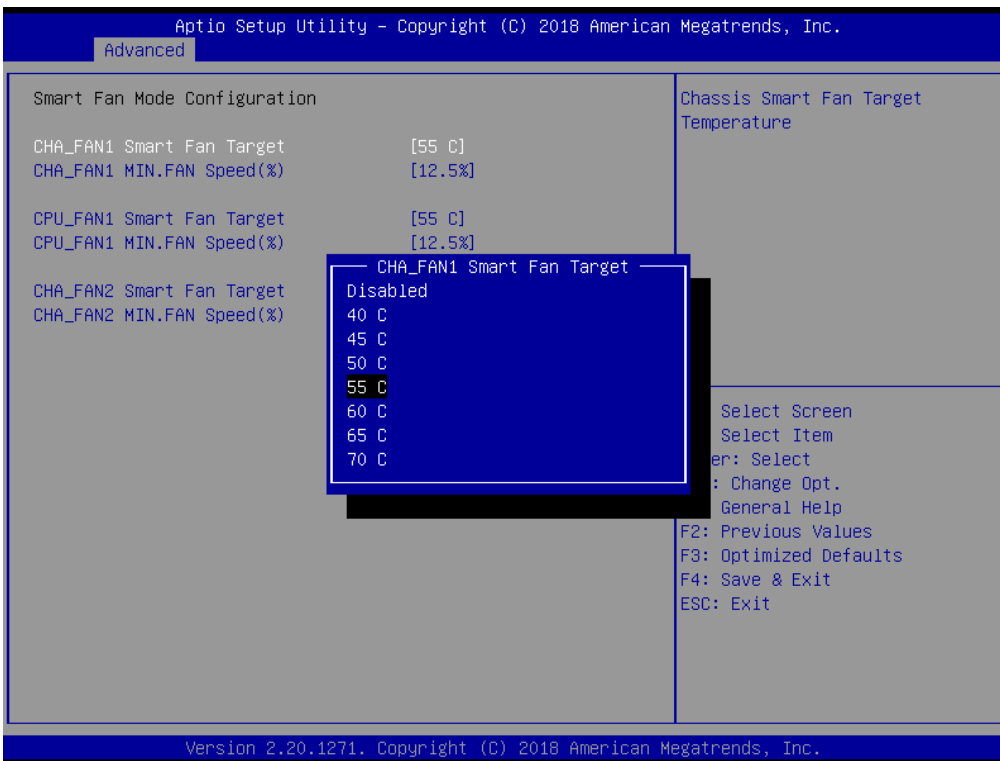 Aptio Setup Utility – Copyright (C) 2018 American Megatrends, Inc.
Advanced
Smart Fan Mode Configuration
CHA_FAN1 Smart Fan Target [55 C]
CHA_FAN1 MIN.FAN Speed(%) [12.5%]
CPU_FAN1 Smart Fan Target [55 C]
CPU_FAN1 MIN.FAN Speed(%) [12.5%]
CHA_FAN2 Smart Fan Target
CHA_FAN2 MIN.FAN Speed(%)
CHA_FAN1 Smart Fan Target
Disabled
40 C
45 C
50 C
55 C
60 C
65 C
70 C
Chassis Smart Fan Target
Temperature
Select Screen
Select Item
er: Select
: Change Opt.
General Help
F2: Previous Values
F3: Optimized Defaults
F4: Save & Exit
ESC: Exit
Version 2.20.1271. Copyright (C) 2018 American Megatrends, Inc.